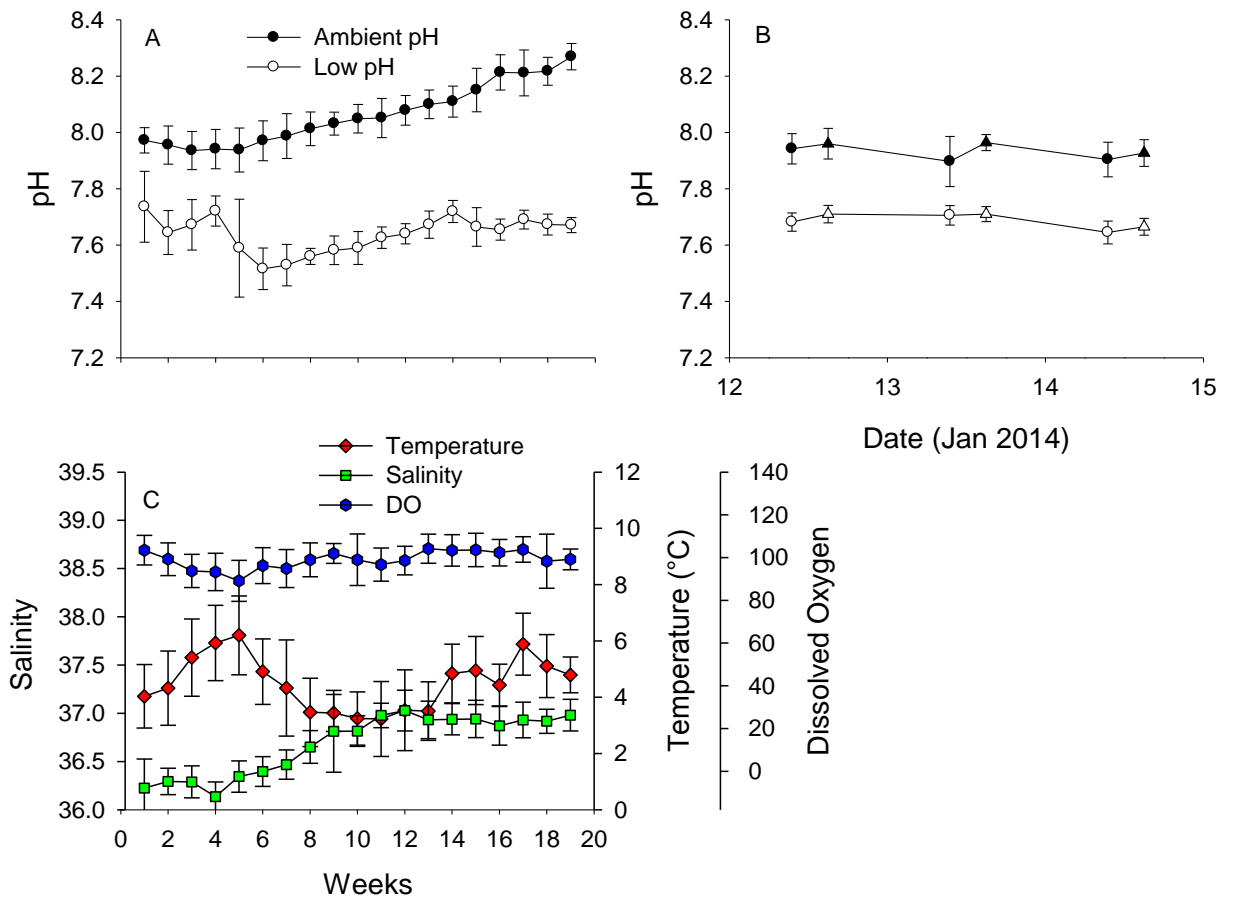 A
Ambient pH
Low pH
8.4
8.2
8.0
7.8
7.6
7.4
7.2
pH
B
8.4
8.2
8.0
7.8
7.6
7.4
7.2
pH
12 13 14 15
Date (Jan 2014)
Temperature
Salinity
DO
C
39.5
39.0
38.5
38.0
37.5
37.0
36.5
36.0
Salinity
12
10
8
6
4
2
0
Temperature (°C)
140
120
100
80
60
40
20
0
Dissolved Oxygen
0 2 4 6 8 10 12 14 16 18 20
Weeks